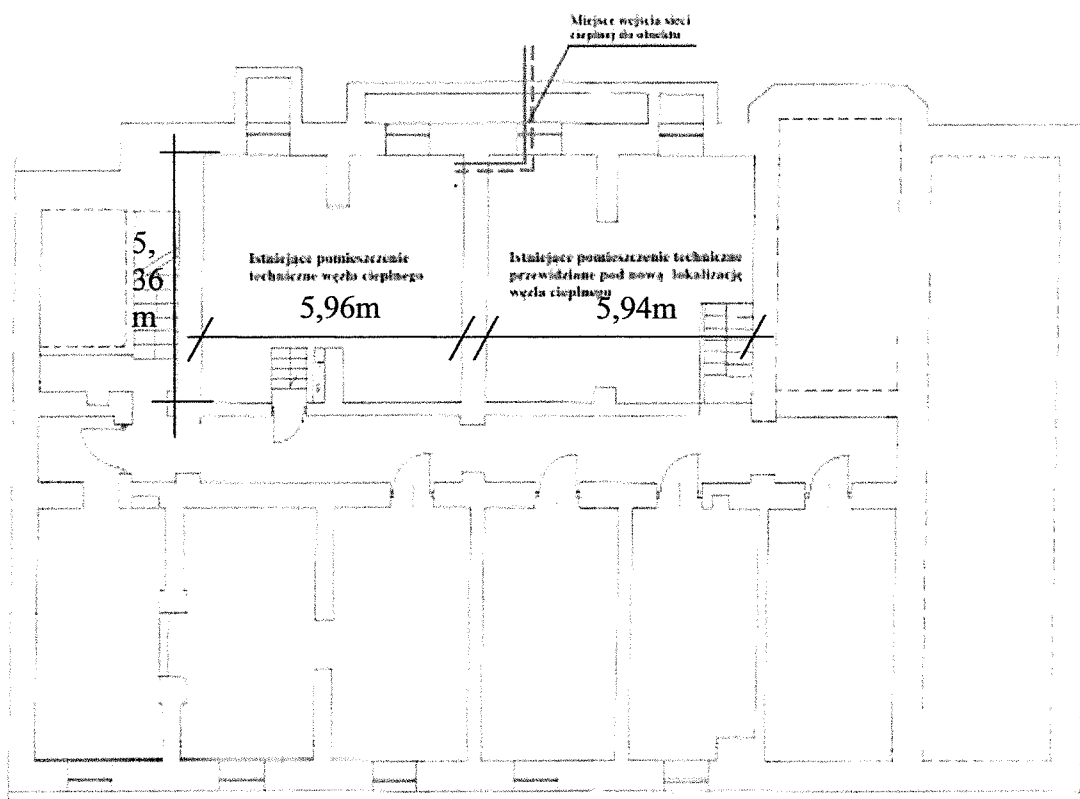 Miejsce wejścia sieci
cieplnej do obiektu
5,
36
m
Istniejące pomieszczenie
techniczne węzła cieplnego
5,96m
Istniejące pomieszczenie techniczne
przewidziane pod nową lokalizację
węzła cieplnego
5,94m